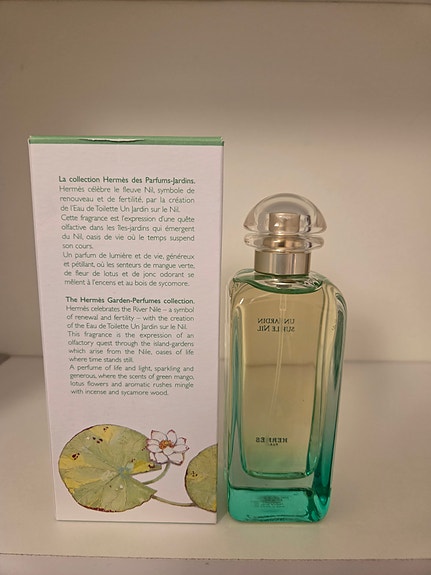 La collection Hermès des Parfums-Jardins.
Hermès célèbre le fleuve Nil, symbole de
renouveau et de fertilité, par la création
de l'Eau de Toilette Un Jardin sur le Nil.
Cette fragrance est l'expression d'une quête
olfactive dans les îles-jardins qui émergent
du Nil, oasis de vie où le temps suspend
son cours.
Un parfum de lumière et de vie, généreux
et pétillant, où les senteurs de mangue verte,
de fleur de lotus et de jonc odorant se
mêlent à l'encens et au bois de sycomore.
The Hermès Garden-Perfumes collection.
Hermès celebrates the River Nile – a symbol
of renewal and fertility – with the creation
of the Eau de Toilette Un Jardin sur le Nil.
This fragrance is the expression of an
olfactory quest through the island-gardens
which arise from the Nile, oases of life
where time stands still.
A perfume of life and light, sparkling and
generous, where the scents of green mango,
lotus flowers and aromatic rushes mingle
with incense and sycamore wood.
UN JARDIN
SUR LE NIL
HERMÈS
PARIS